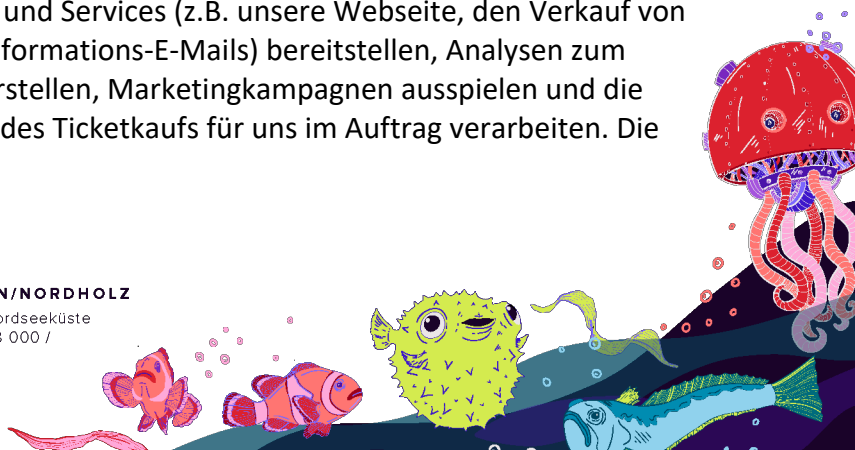 und Services (z.B. unsere Webseite, den Verkauf von
formations-E-Mails) bereitstellen, Analysen zum
rstellen, Marketingkampagnen ausspielen und die
des Ticketkaufs für uns im Auftrag verarbeiten. Die
N/NORDHOLZ
ordseeküste
000 /